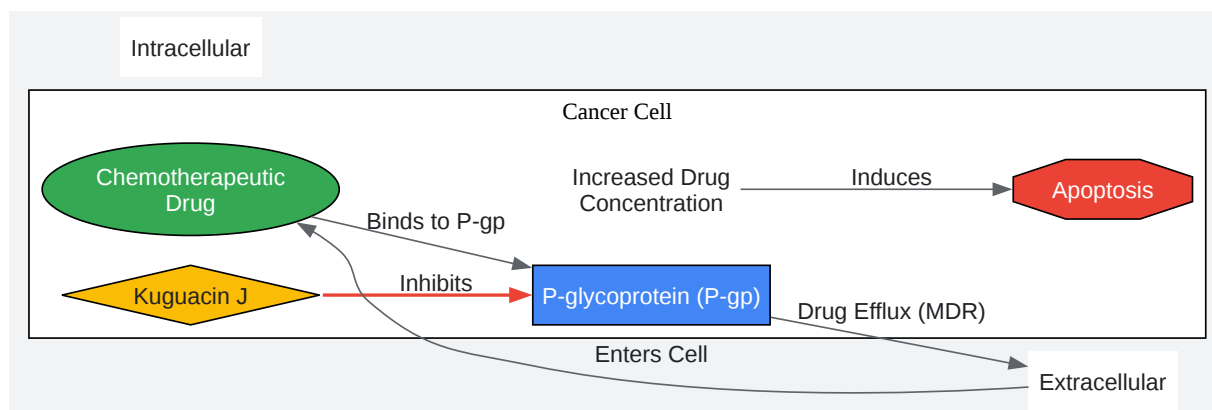 Intracellular
Cancer Cell
Chemotherapeutic
Drug
Increased Drug
Concentration
Induces
Apoptosis
Binds to P-gp
Kuguacin J
Inhibits
P-glycoprotein (P-gp)
Drug Efflux (MDR)
Enters Cell
Extracellular